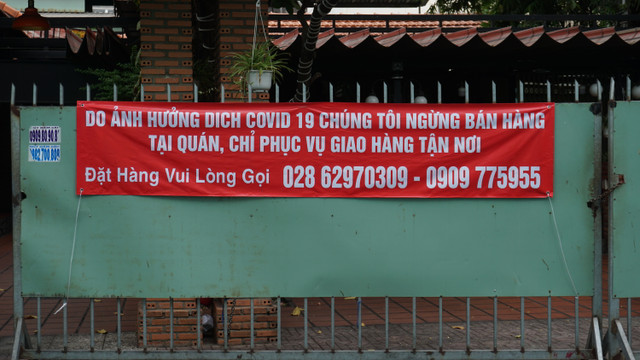 DO ẢNH HƯỞNG DỊCH COVID 19 CHÚNG TÔI NGỪNG BÁN HÀNG
TẠI QUÁN, CHỈ PHỤC VỤ GIAO HÀNG TẬN NƠI
Đặt Hàng Vui Lòng Gọi 028 62970309 - 0909 775955